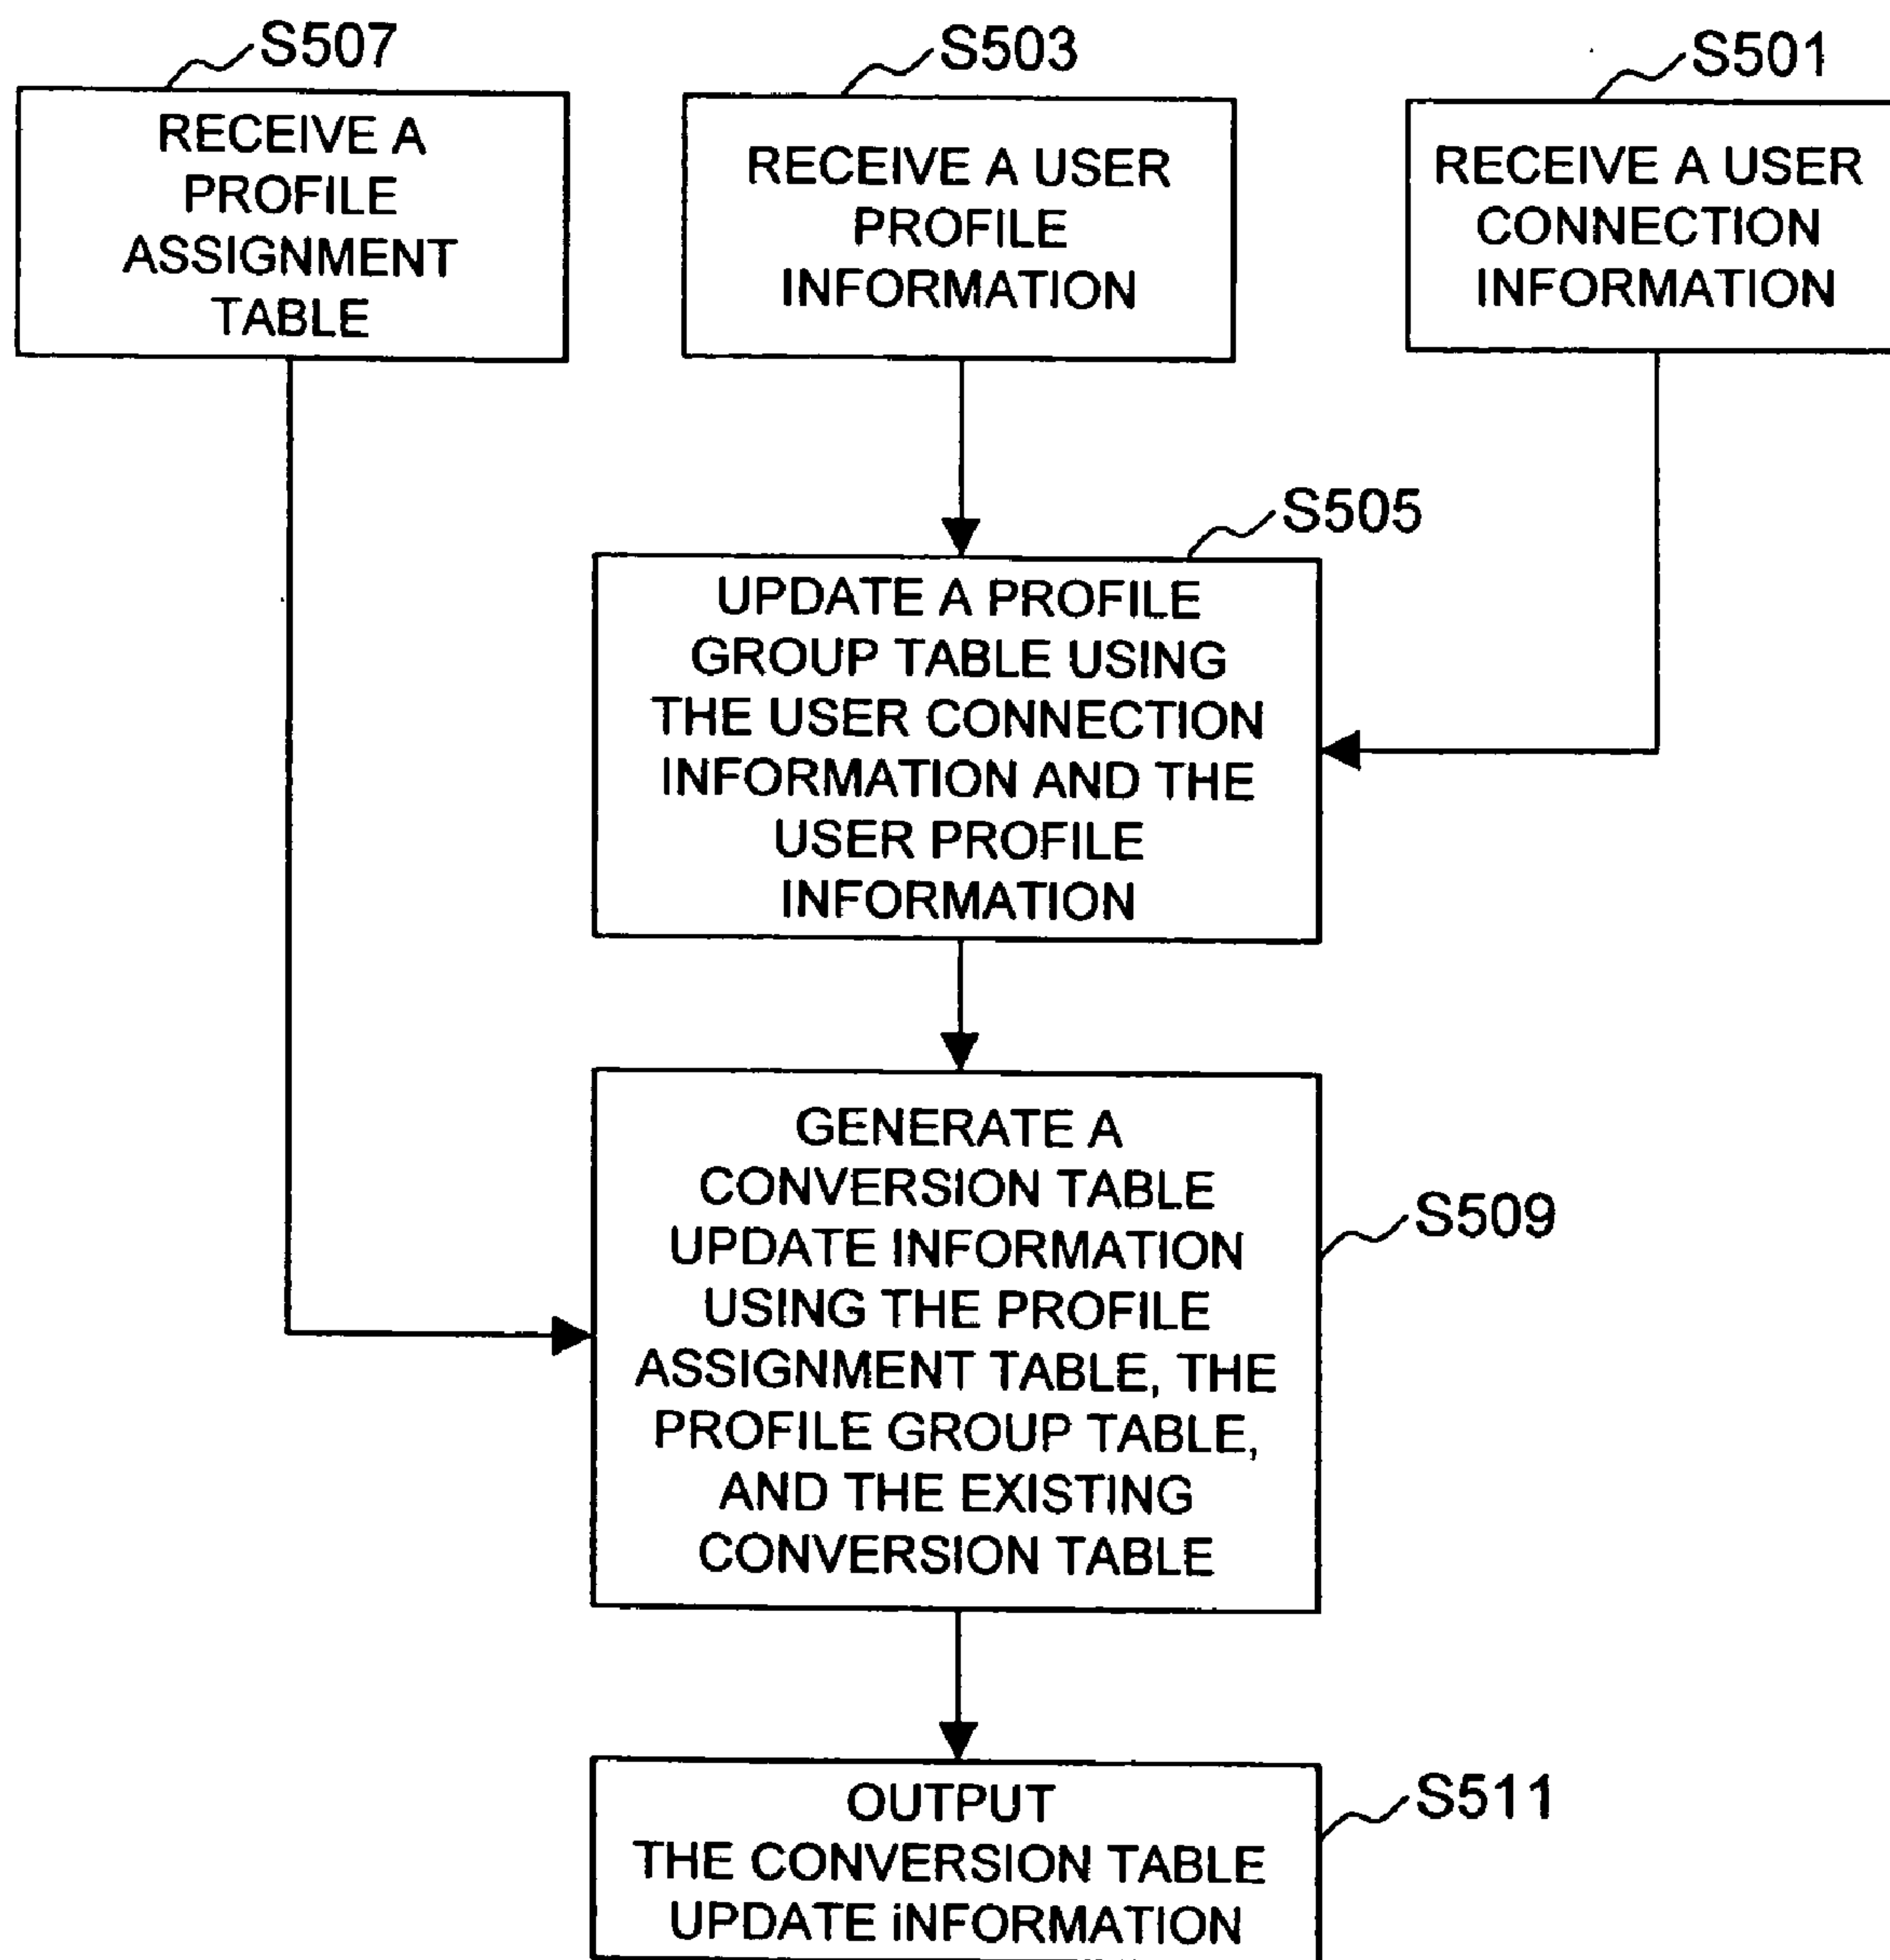 S507
RECEIVE A
PROFILE
ASSIGNMENT
TABLE
S503
RECEIVE A USER
PROFILE
INFORMATION
S501
RECEIVE A USER
CONNECTION
INFORMATION
S505
UPDATE A PROFILE
GROUP TABLE USING
THE USER CONNECTION
INFORMATION AND THE
USER PROFILE
INFORMATION
S509
GENERATE A
CONVERSION TABLE
UPDATE INFORMATION
USING THE PROFILE
ASSIGNMENT TABLE, THE
PROFILE GROUP TABLE,
AND THE EXISTING
CONVERSION TABLE
S511
OUTPUT
THE CONVERSION TABLE
UPDATE iNFORMATION